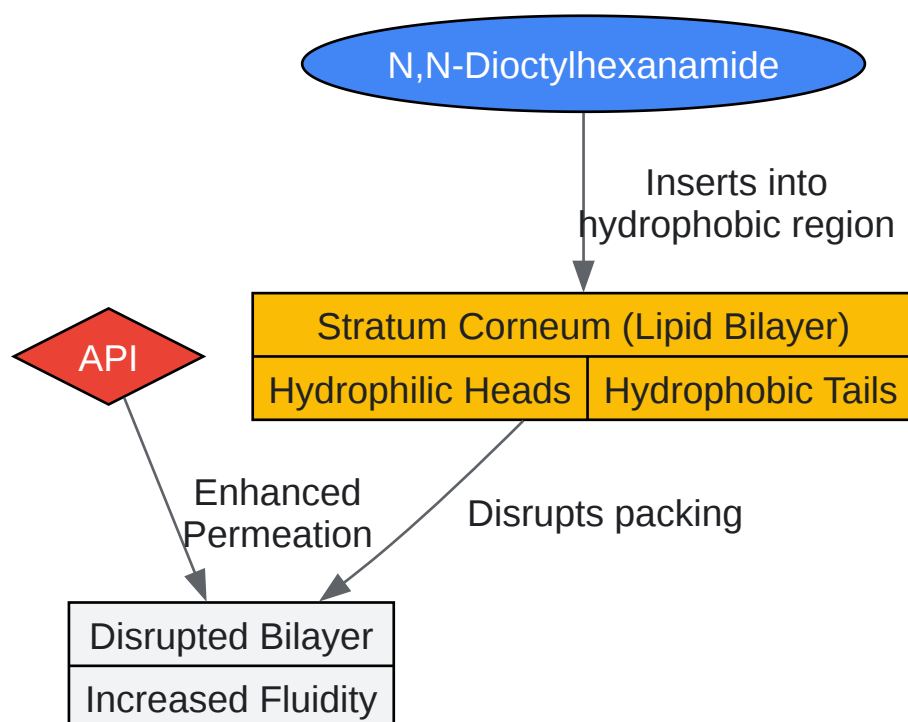 N,N-Dioctylhexanamide
Inserts into
hydrophobic region
Stratum Corneum (Lipid Bilayer)
Hydrophilic Heads
Hydrophobic Tails
API
Enhanced
Permeation
Disrupts packing
Disrupted Bilayer
Increased Fluidity